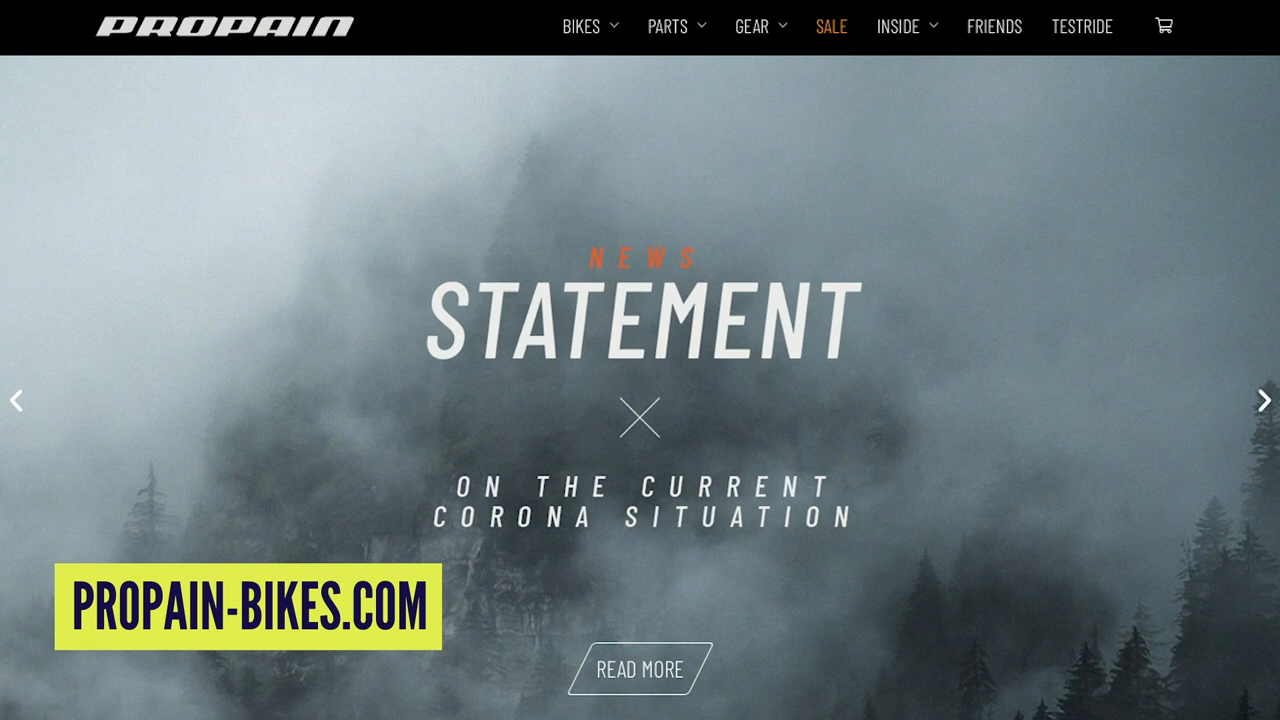 PROPAIN
BIKES PARTS GEAR SALE INSIDE FRIENDS TESTRIDE
NEWS
STATEMENT
ON THE CURRENT
CORONA SITUATION
PROPAIN-BIKES.COM
READ MORE